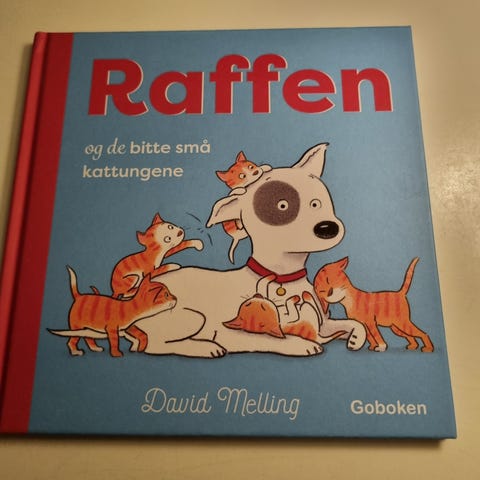 Raffen
og de bitte små
kattungene
David Melling
Goboken